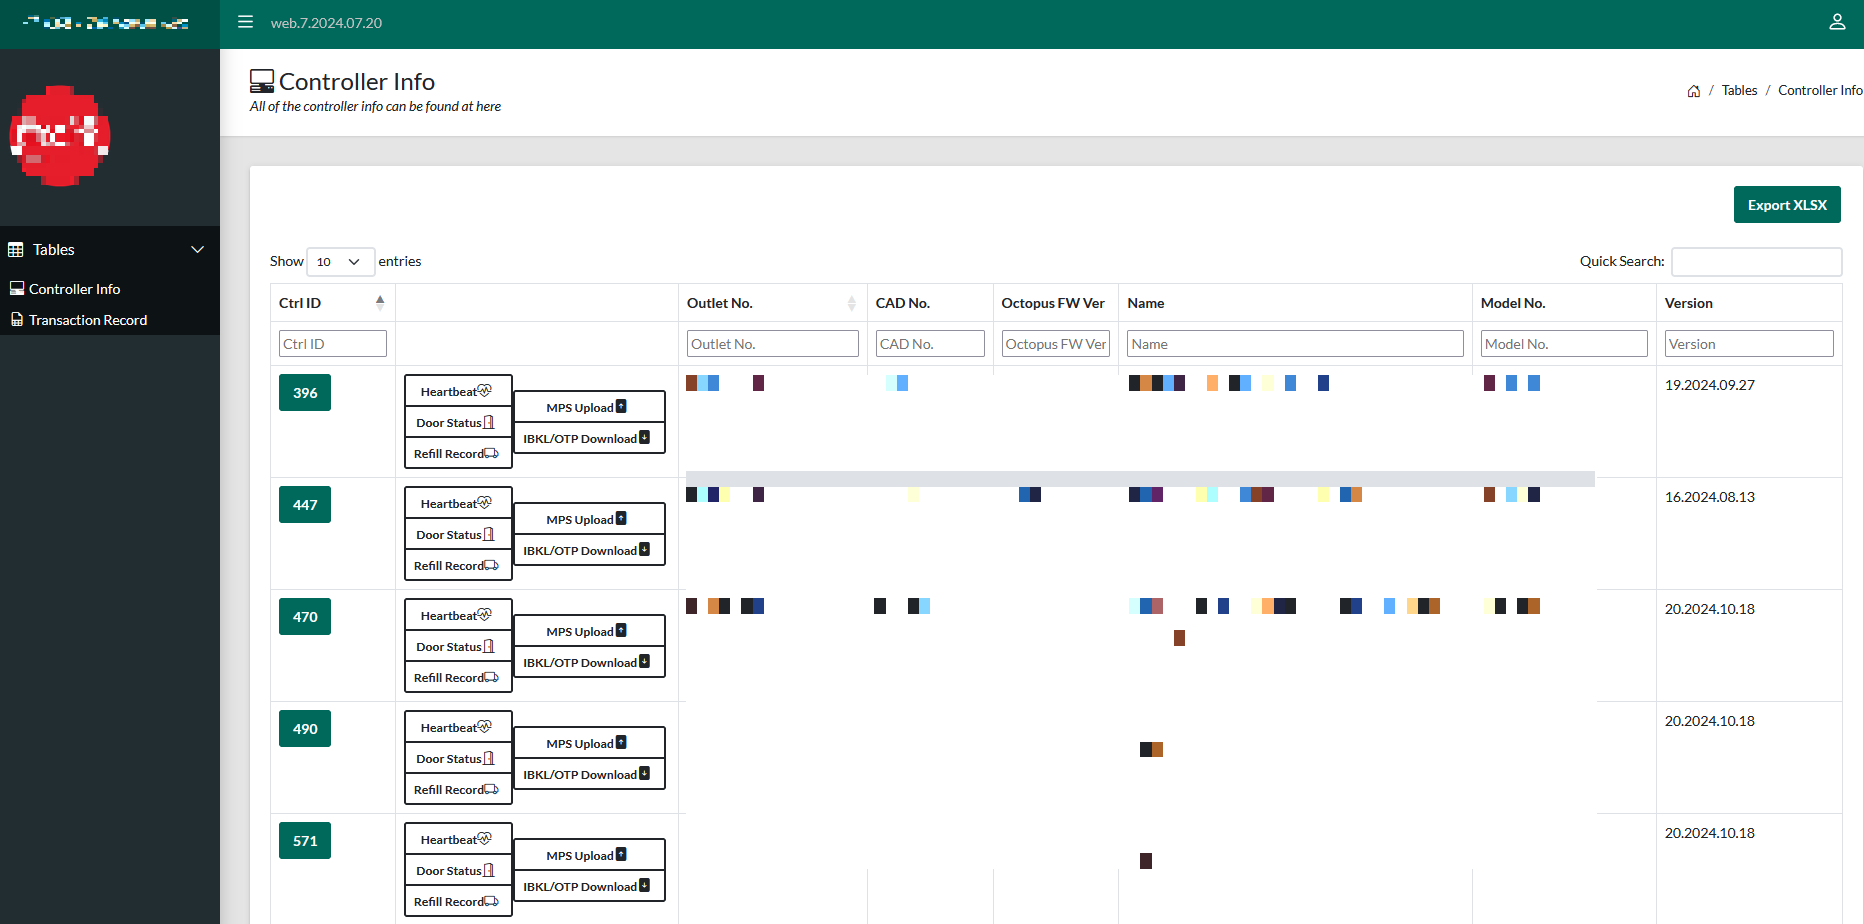 web.7.2024.07.20
Controller Info
All of the controller info can be found at here
/ Tables / Controller Info
Tables
Controller Info
Transaction Record
Export XLSX
Show 10 entries
Quick Search:
Ctrl ID Outlet No. CAD No. Octopus FW Ver Name Model No. Version
Ctrl ID Outlet No. CAD No. Octopus FW Ver Name Model No. Version
396 19.2024.09.27
Heartbeat
Door Status
Refill Record
MPS Upload
IBKL/OTP Download
447 16.2024.08.13
Heartbeat
Door Status
Refill Record
MPS Upload
IBKL/OTP Download
470 20.2024.10.18
Heartbeat
Door Status
Refill Record
MPS Upload
IBKL/OTP Download
490 20.2024.10.18
Heartbeat
Door Status
Refill Record
MPS Upload
IBKL/OTP Download
571 20.2024.10.18
Heartbeat
Door Status
Refill Record
MPS Upload
IBKL/OTP Download